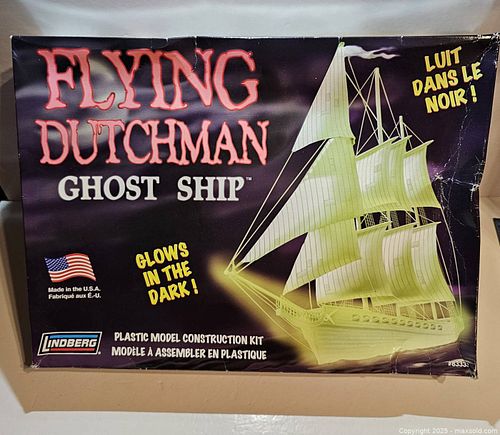 FLYING
DUTCHMAN
GHOST SHIP™
LUIT
DANS LE
NOIR!
GLOWS
IN THE
DARK!
Made in the U.S.A.
Fabriqué aux É.-U.
LINDBERG
PLASTIC MODEL CONSTRUCTION KIT
MODÈLE À ASSEMBLER EN PLASTIQUE
Copyright 2025 - maxsold.com